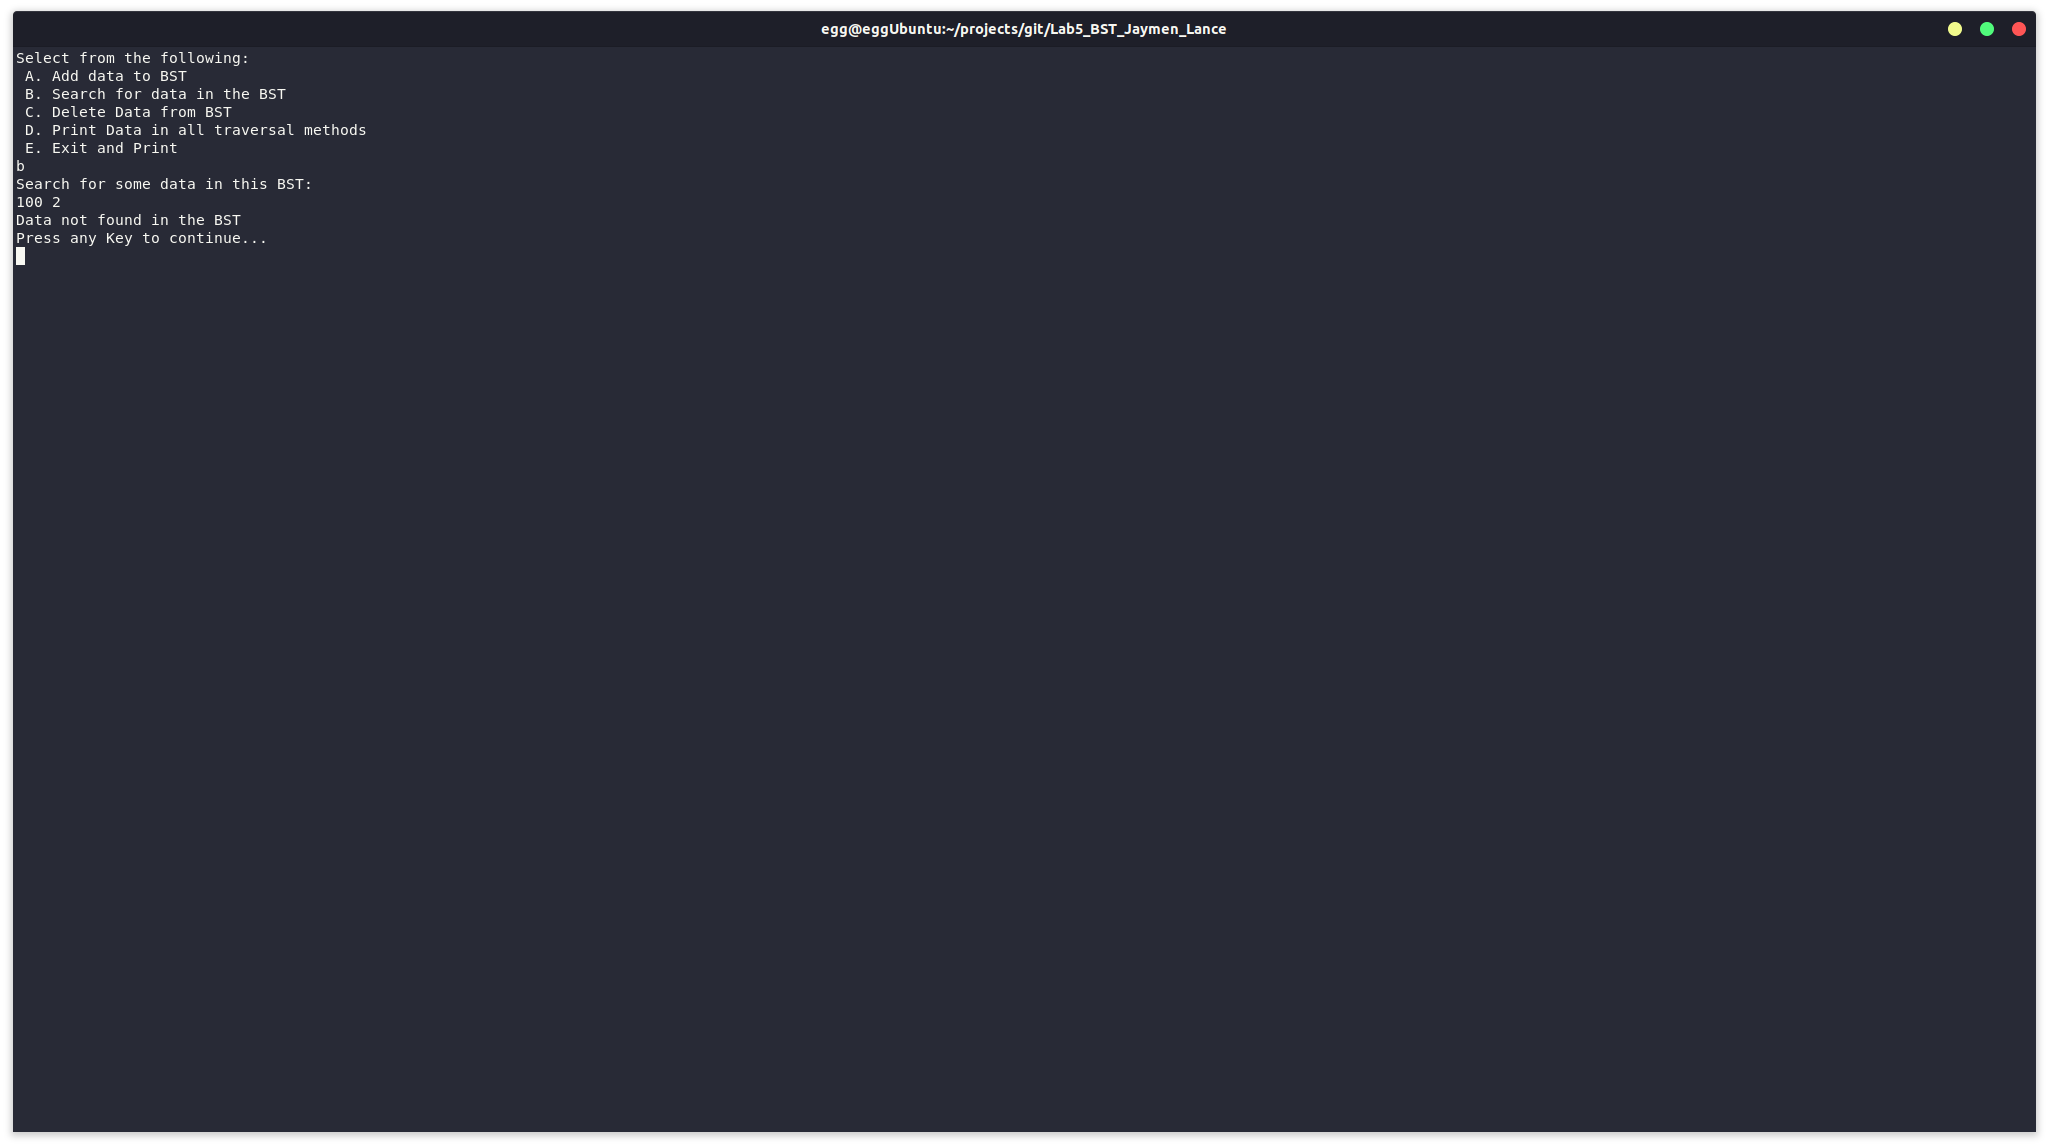 egg@eggUbuntu:~/projects/git/Lab5_BST_Jaymen_Lance
Select from the following:
 A. Add data to BST
 B. Search for data in the BST
 C. Delete Data from BST
 D. Print Data in all traversal methods
 E. Exit and Print
b
Search for some data in this BST:
100 2
Data not found in the BST
Press any Key to continue...